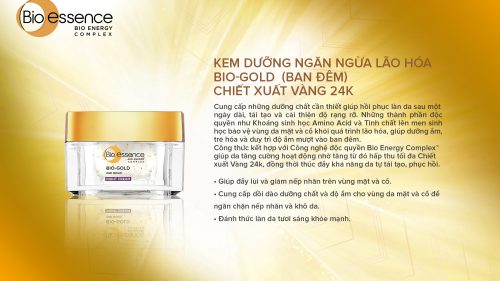 Bio essence
BIO ENERGY
COMPLEX
KEM DƯỠNG NGĂN NGỪA LÃO HÓA
BIO-GOLD (BAN ĐÊM)
CHIẾT XUẤT VÀNG 24K
Cung cấp những dưỡng chất cần thiết giúp hồi phục làn da sau một
ngày dài, tái tạo và cải thiện độ rạng rỡ. Những thành phần độc
quyền như Khoáng sinh học Amino Acid và Tinh chất lên men sinh
học bảo vệ vùng da mặt và cổ khỏi quá trình lão hóa, giúp dưỡng ẩm,
trẻ hóa và duy trì độ ẩm mượt vào ban đêm.
Công thức kết hợp với Công nghệ độc quyền Bio Energy Complex™
giúp da tăng cường hoạt động nhờ tăng từ đó hấp thu tối đa Chiết
xuất Vàng 24K, đồng thời thúc đẩy khả năng da tự tái tạo, phục hồi.
• Giúp đẩy lùi và giảm nếp nhăn trên vùng mặt và cổ.
• Cung cấp dồi dào dưỡng chất và độ ẩm cho vùng da mặt và cổ để
ngăn chặn nếp nhăn và khô da.
• Đánh thức làn da tươi sáng khỏe mạnh.
Bio essence
BIO-GOLD
NIGHT CREAM